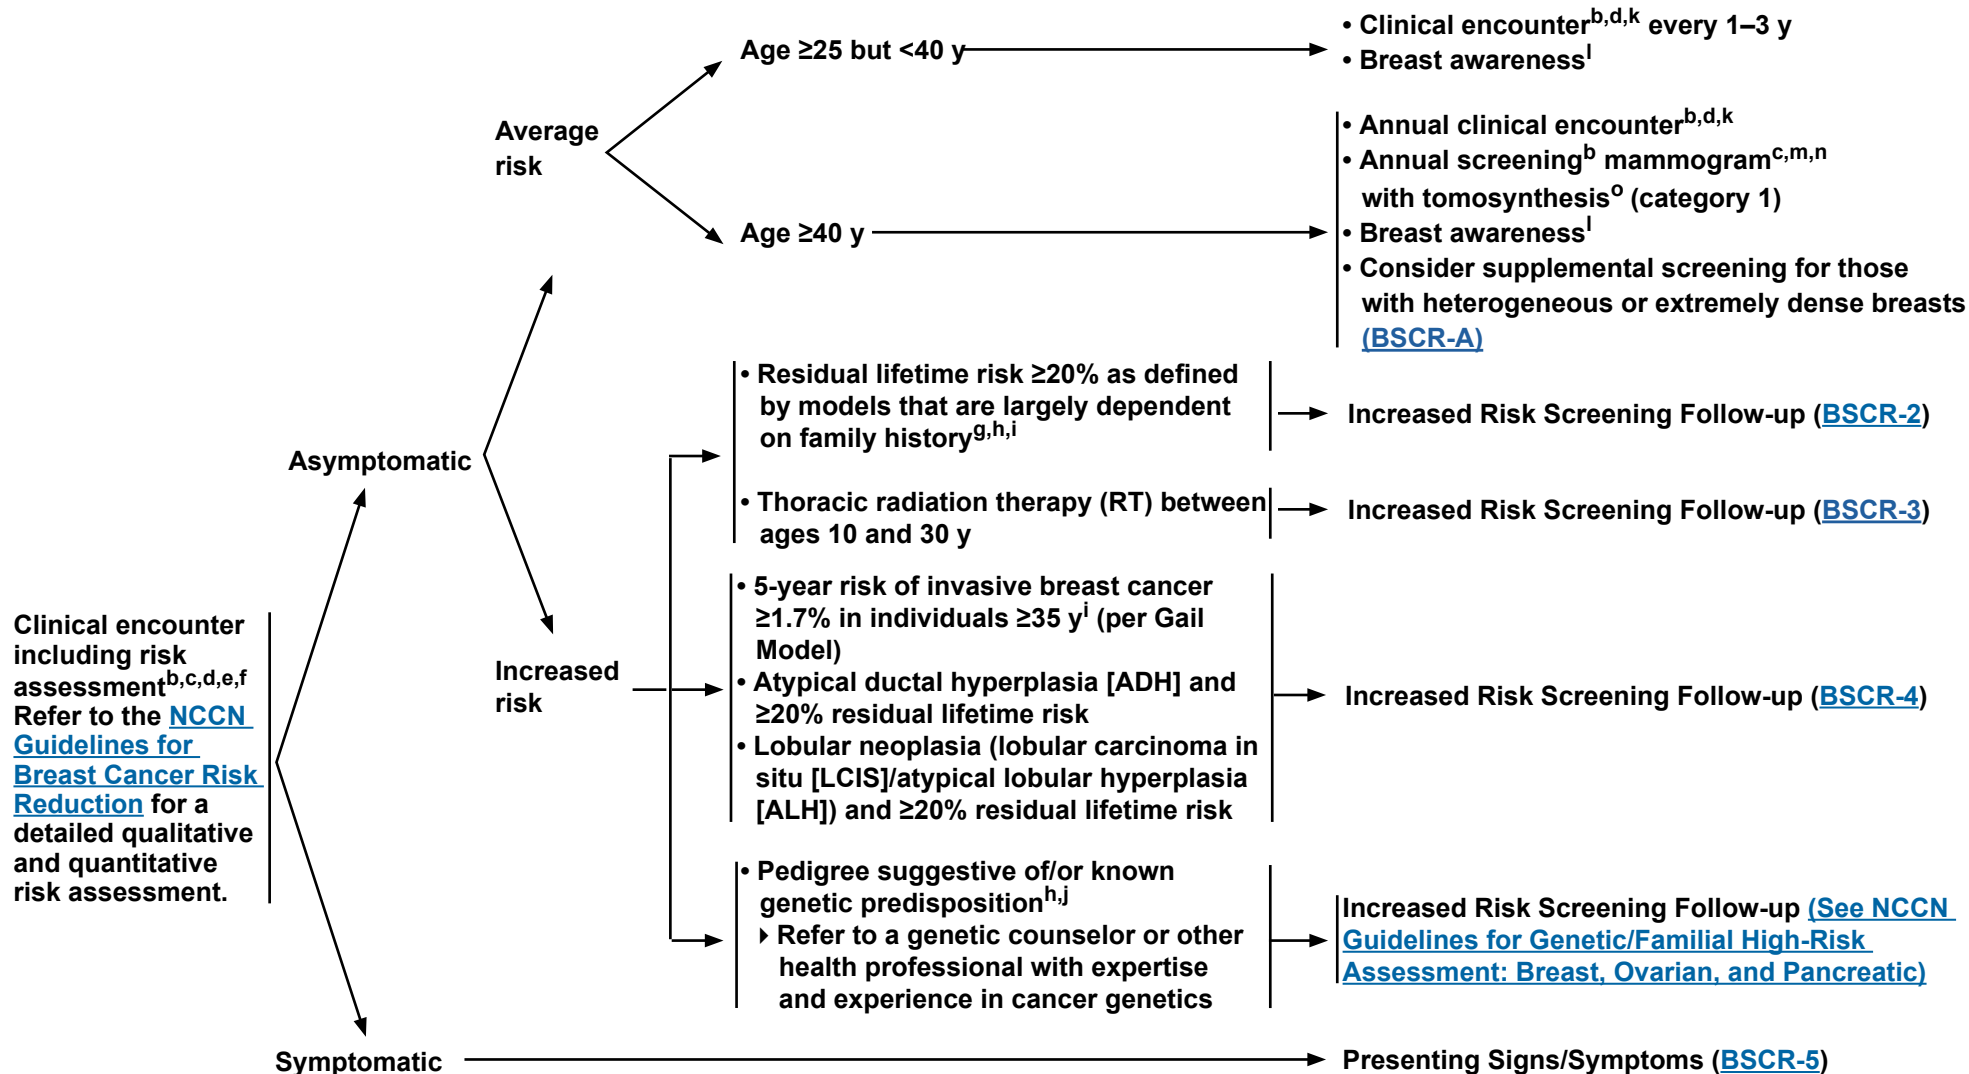 Clinical encounter
including risk
assessmentb,c,d,e,f
Refer to the NCCN
Guidelines for
Breast Cancer Risk
Reduction for a
detailed qualitative
and quantitative
risk assessment.
Asymptomatic
Average
risk
Age ≥25 but <40 y
• Clinical encounterb,d,k every 1–3 y
• Breast awarenessl
Age ≥40 y
• Annual clinical encounterb,d,k
• Annual screeningb mammogramc,m,n
with tomosynthesiso (category 1)
• Breast awarenessl
• Consider supplemental screening for those
with heterogeneous or extremely dense breasts
(BSCR-A)
Increased
risk
• Residual lifetime risk ≥20% as defined
by models that are largely dependent
on family historyg,h,i
Increased Risk Screening Follow-up (BSCR-2)
• Thoracic radiation therapy (RT) between
ages 10 and 30 y
Increased Risk Screening Follow-up (BSCR-3)
• 5-year risk of invasive breast cancer
≥1.7% in individuals ≥35 yi (per Gail
Model)
• Atypical ductal hyperplasia [ADH] and
≥20% residual lifetime risk
• Lobular neoplasia (lobular carcinoma in
situ [LCIS]/atypical lobular hyperplasia
[ALH]) and ≥20% residual lifetime risk
Increased Risk Screening Follow-up (BSCR-4)
• Pedigree suggestive of/or known
genetic predispositionh,j
▸ Refer to a genetic counselor or other
health professional with expertise
and experience in cancer genetics
Increased Risk Screening Follow-up (See NCCN
Guidelines for Genetic/Familial High-Risk
Assessment: Breast, Ovarian, and Pancreatic)
Symptomatic
Presenting Signs/Symptoms (BSCR-5)